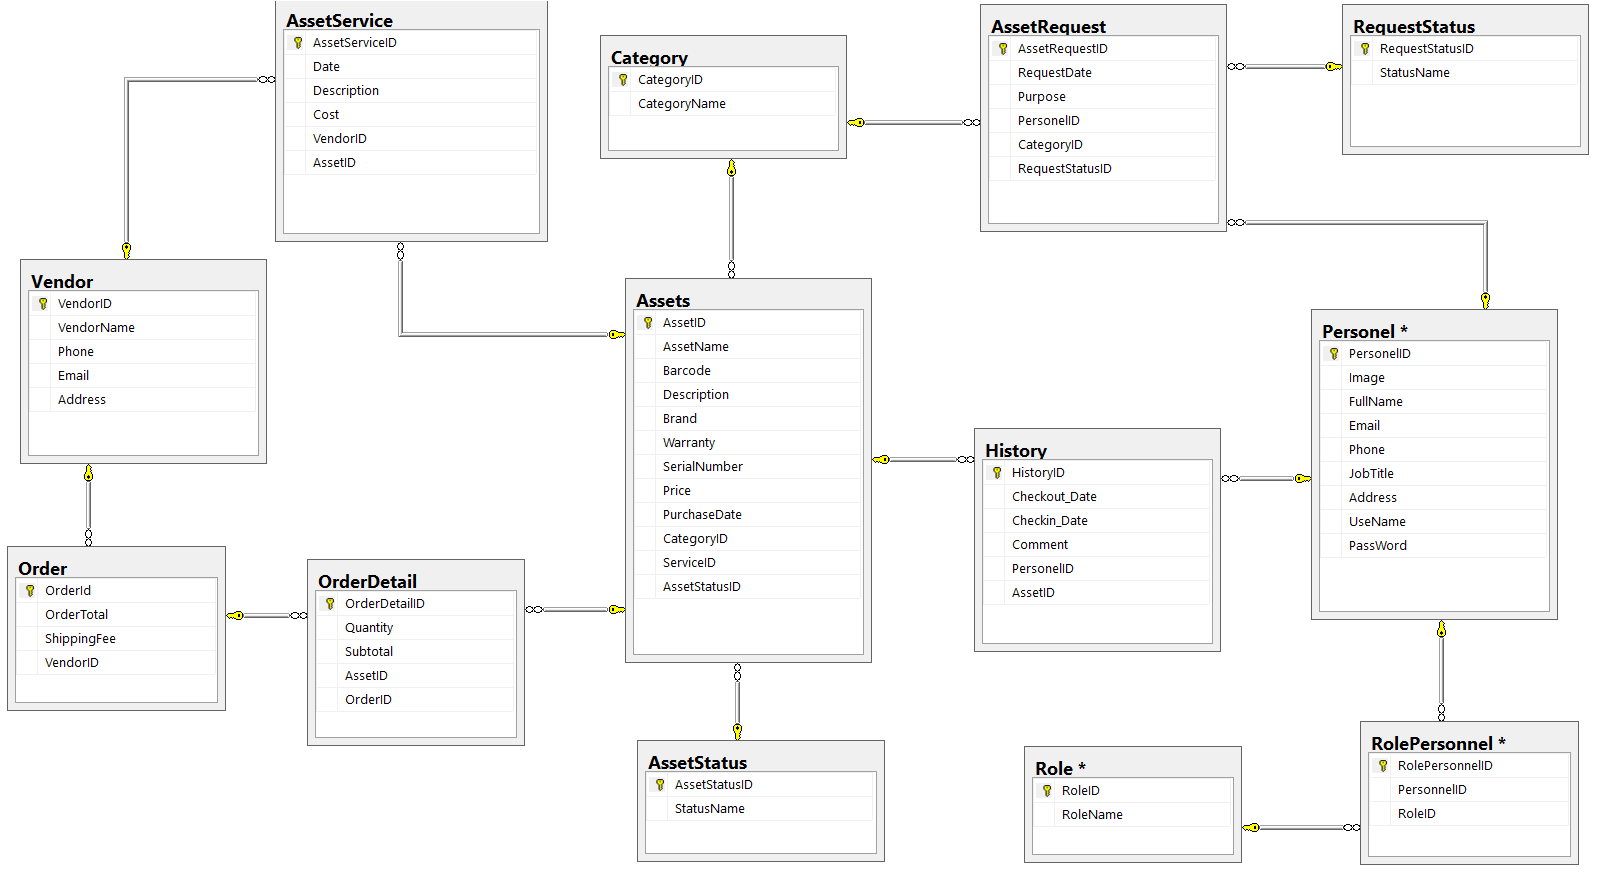 AssetService
AssetServiceID
Date
Description
Cost
VendorID
AssetID
Category
CategoryID
CategoryName
AssetRequest
AssetRequestID
RequestDate
Purpose
PersonelID
CategoryID
RequestStatusID
RequestStatus
RequestStatusID
StatusName
Vendor
VendorID
VendorName
Phone
Email
Address
Assets
AssetID
AssetName
Barcode
Description
Brand
Warranty
SerialNumber
Price
PurchaseDate
CategoryID
ServiceID
AssetStatusID
Personel *
PersonelID
Image
FullName
Email
Phone
JobTitle
Address
UseName
PassWord
History
HistoryID
Checkout_Date
Checkin_Date
Comment
PersonelID
AssetID
Order
OrderId
OrderTotal
ShippingFee
VendorID
OrderDetail
OrderDetailID
Quantity
Subtotal
AssetID
OrderID
AssetStatus
AssetStatusID
StatusName
Role *
RoleID
RoleName
RolePersonnel *
RolePersonnelID
PersonnelID
RoleID